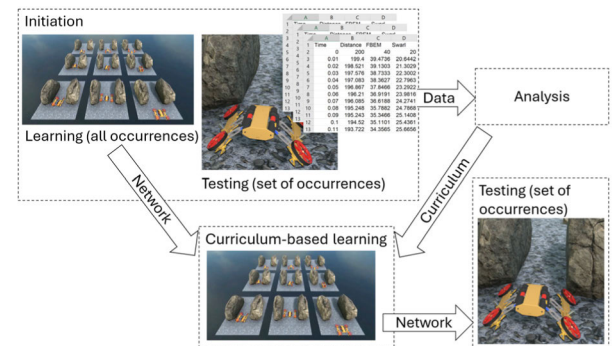 Initiation
A B C D
Time Distance FBEM Swarl
0 200 40 20
0.01 199.4 39.4736 20.6442
0.02 198.521 39.1303 21.3029
0.03 197.576 38.7333 22.3002
0.04 197.083 38.3627 22.7963
0.05 196.867 37.8466 23.2922
0.06 196.21 36.9191 23.9816
0.07 196.085 36.6188 24.2741
0.08 195.248 35.7882 24.7868
0.09 195.243 35.3466 25.1408
0.1 194.52 35.1101 25.4361
0.11 193.722 34.3565 25.6656
Learning (all occurrences)
Testing (set of occurrences)
Data
Analysis
Network
Curriculum
Curriculum-based learning
Network
Testing (set of
occurrences)